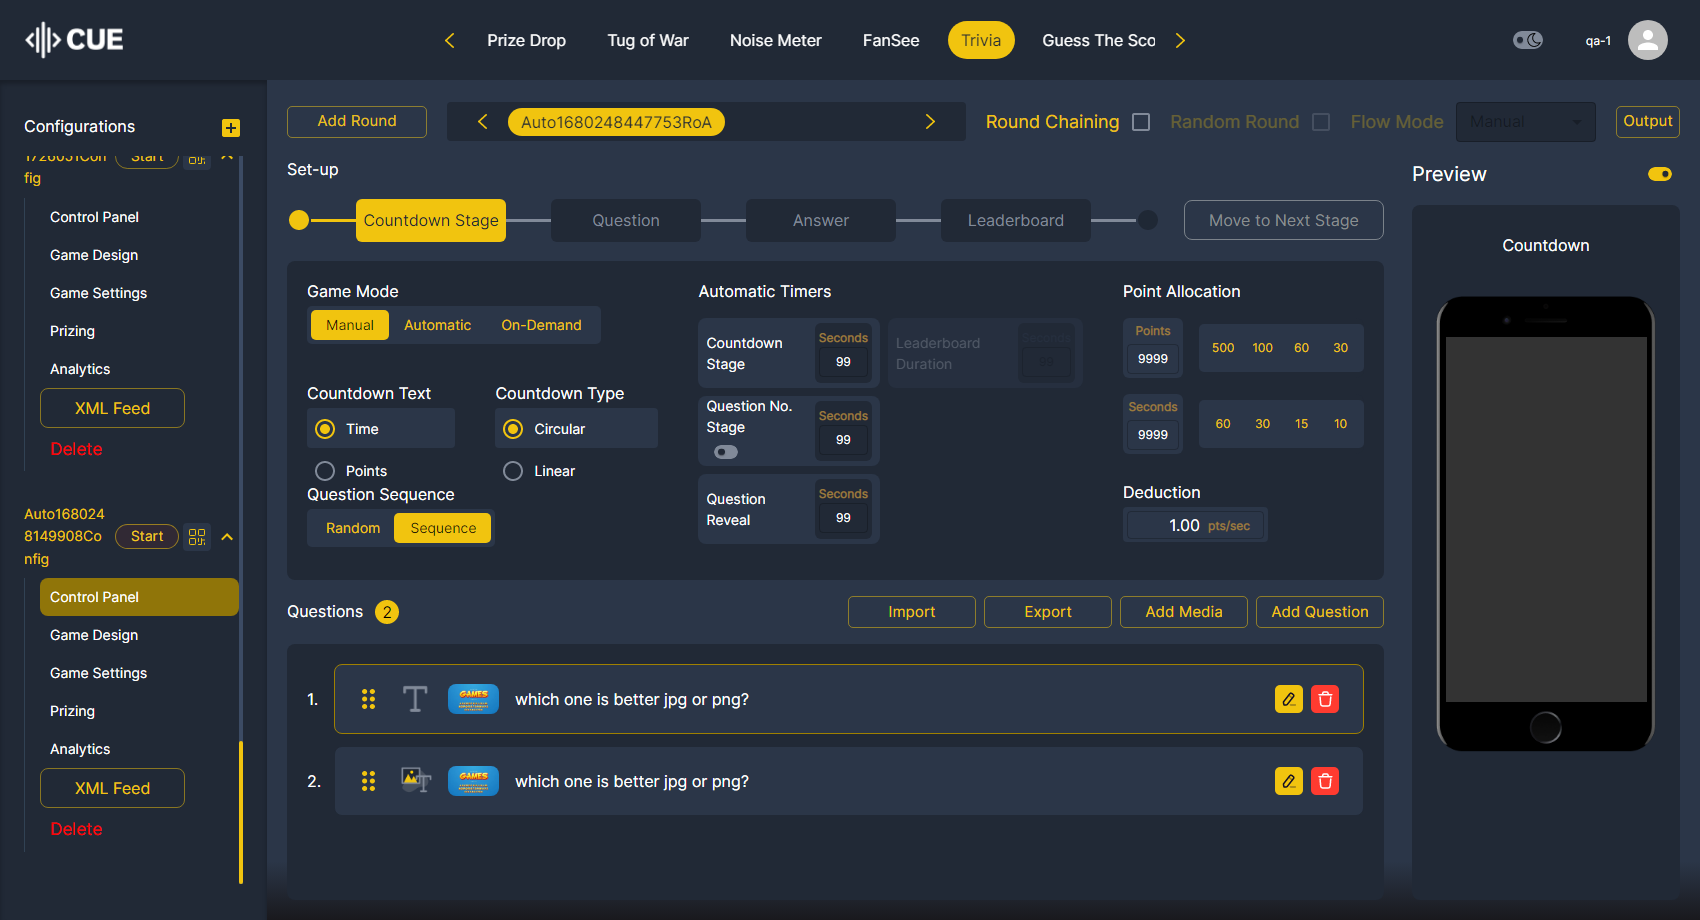 CUE
Prize Drop
Tug of War
Noise Meter
FanSee
Trivia
Guess The Sco
qa-1
Configurations
1726051Con
fig
Start
Control Panel
Game Design
Game Settings
Prizing
Analytics
XML Feed
Delete
Auto168024
8149908Co
nfig
Start
Control Panel
Game Design
Game Settings
Prizing
Analytics
XML Feed
Delete
Add Round
Auto1680248447753RoA
Round Chaining
Random Round
Flow Mode
Manual
Output
Set-up
Countdown Stage
Question
Answer
Leaderboard
Move to Next Stage
Game Mode
Manual
Automatic
On-Demand
Countdown Text
Time
Points
Countdown Type
Circular
Linear
Question Sequence
Random
Sequence
Automatic Timers
Countdown
Stage
Seconds
99
Leaderboard
Duration
Seconds
99
Question No.
Stage
Seconds
99
Question
Reveal
Seconds
99
Point Allocation
Points
9999
500 100 60 30
Seconds
9999
60 30 15 10
Deduction
1.00 pts/sec
Questions 2
Import
Export
Add Media
Add Question
1.
GAMES
which one is better jpg or png?
2.
GAMES
which one is better jpg or png?
Preview
Countdown